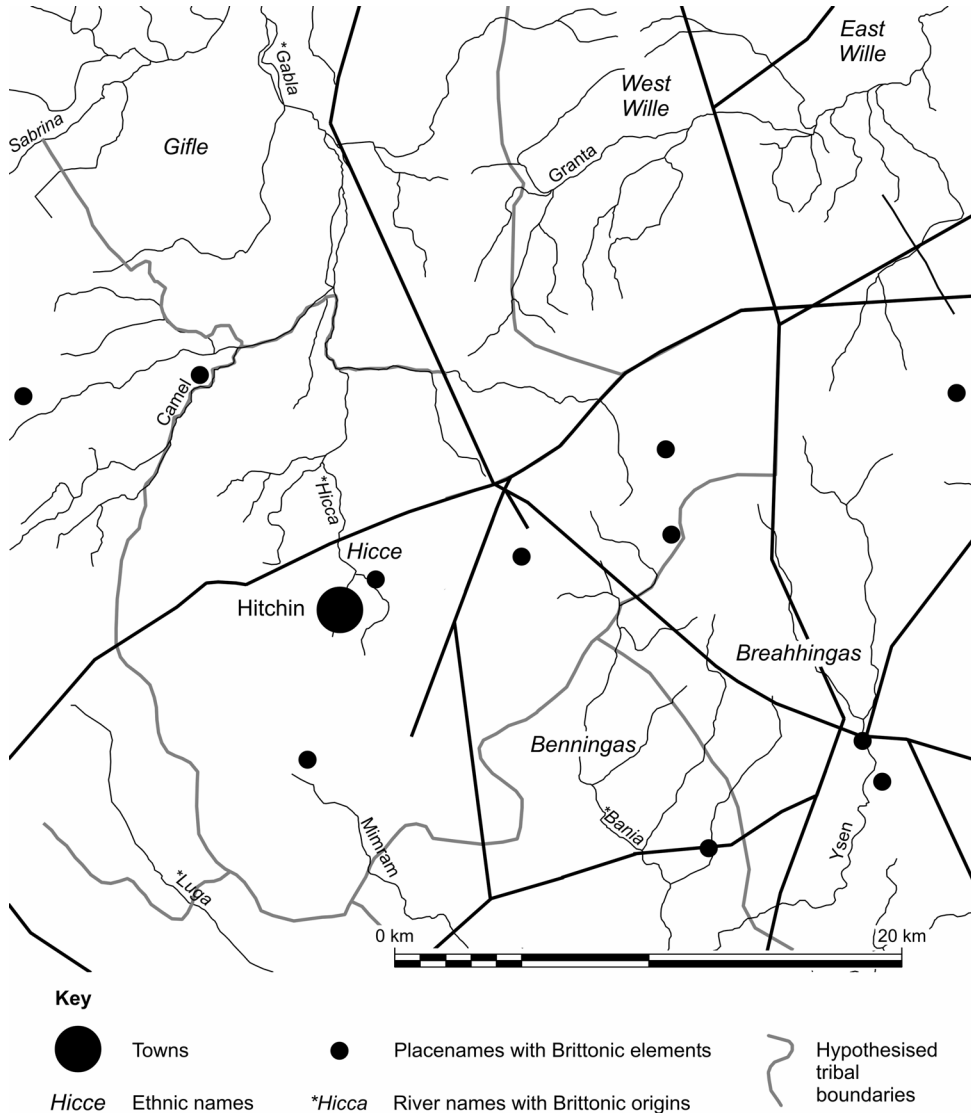 East
Wille
*Gabla
West
Wille
Sabrina
Gifle
Granta
Camel
*Hicca
Hicce
Hitchin
Breahhingas
Benningas
*Bania
Mimram
Ysen
*Luga
0 km
20 km
Key
Towns
Placenames with Brittonic elements
Hypothesised
tribal
boundaries
Hicce
Ethnic names
*Hicca
River names with Brittonic origins